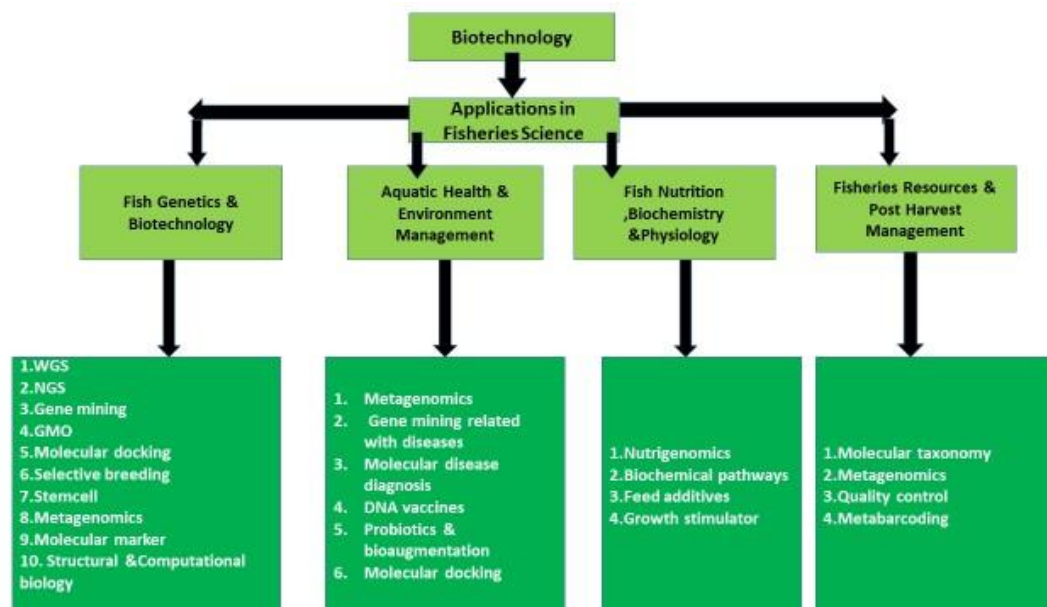 Biotechnology
Applications in
Fisheries Science
Fish Genetics &
Biotechnology
Aquatic Health &
Environment
Management
Fish Nutrition
,Biochemistry
&Physiology
Fisheries Resources &
Post Harvest
Management
1.WGS
2.NGS
3.Gene mining
4.GMO
5.Molecular docking
6.Selective breeding
7.Stemcell
8.Metagenomics
9.Molecular marker
10. Structural &Computational
biology
1. Metagenomics
2. Gene mining related
with diseases
3. Molecular disease
diagnosis
4. DNA vaccines
5. Probiotics &
bioaugmentation
6. Molecular docking
1.Nutrigenomics
2.Biochemical pathways
3.Feed additives
4.Growth stimulator
1.Molecular taxonomy
2.Metagenomics
3.Quality control
4.Metabarcoding